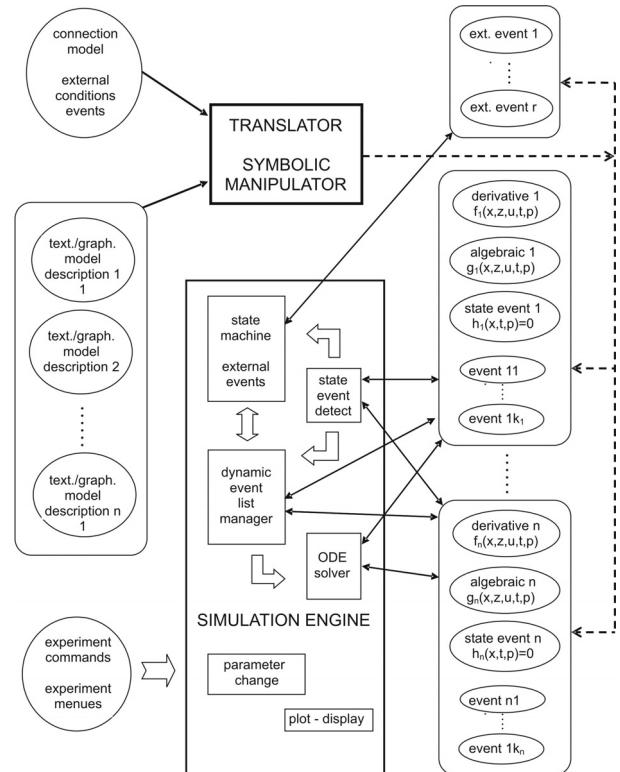 connection
model
external
conditions
events
TRANSLATOR
SYMBOLIC
MANIPULATOR
ext. event 1
ext. event r
text./graph.
model
description 1
1
text./graph.
model
description 2
text./graph.
model
description n
1
state
machine
external
events
state
event
detect
dynamic
event
list
manager
ODE
solver
SIMULATION ENGINE
parameter
change
plot - display
experiment
commands
experiment
menues
derivative 1
f₁(x,z,u,t,p)
algebraic 1
g₁(x,z,u,t,p)
state event 1
h₁(x,t,p)=0
event 11
event 1k₁
derivative n
fₙ(x,z,u,t,p)
algebraic n
gₙ(x,z,u,t,p)
state event n
hₙ(x,t,p)=0
event n1
event 1kₙ